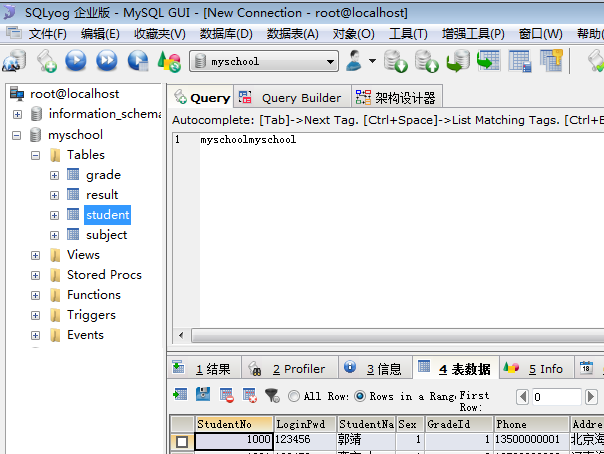 SQLyog 企业版 - MySQL GUI - [New Connection - root@localhost]
文件(F) 编辑(E) 收藏夹(V) 数据库(D) 数据表(A) 对象(O) 工具(T) 增强工具(P) 窗口(W) 帮助
myschool
root@localhost
information_schema
myschool
Tables
grade
result
student
subject
Views
Stored Procs
Functions
Triggers
Events
Query Query Builder 架构设计器
Autocomplete: [Tab]->Next Tag. [Ctrl+Space]->List Matching Tags. [Ctrl+E
1 myschoolmyschool
1 结果 2 Profiler 3 信息 4 表数据 5 Info 18
All Row: Rows in a Rang First Row: 0
StudentNo LoginPwd StudentNa Sex GradeId Phone Addre
1000 123456 郭靖 1 1 13500000001 北京海